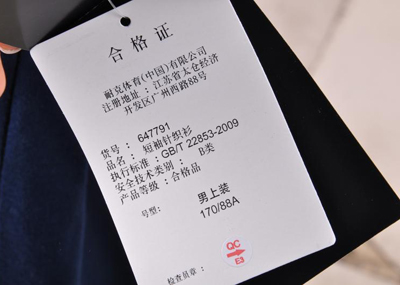 合格证
耐克体育(中国)有限公司
注册地址：江苏省太仓经济
开发区广州西路88号
货号：647791
品名：短袖针织衫
执行标准：GB/T 22853-2009
安全技术类别：B类
产品等级：合格品
号型：男上装
170/88A
QC
检查员章：